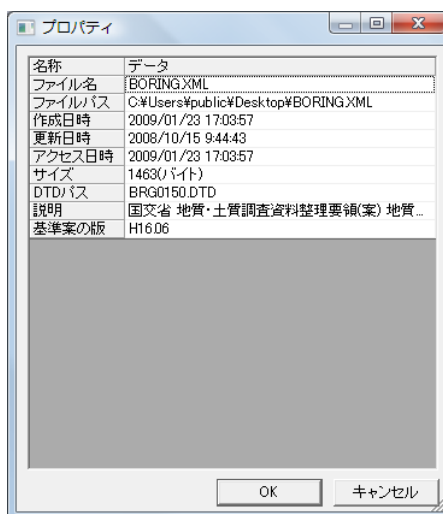 プロパティ
名称 データ
ファイル名 BORING.XML
ファイルパス C:¥Users¥public¥Desktop¥BORING.XML
作成日時 2009/01/23 17:03:57
更新日時 2008/10/15 9:44:43
アクセス日時 2009/01/23 17:03:57
サイズ 1463(バイト)
DTDパス BRG0150.DTD
説明 国交省 地質・土質調査資料整理要領(案) 地質...
基準案の版 H16.06
OK キャンセル